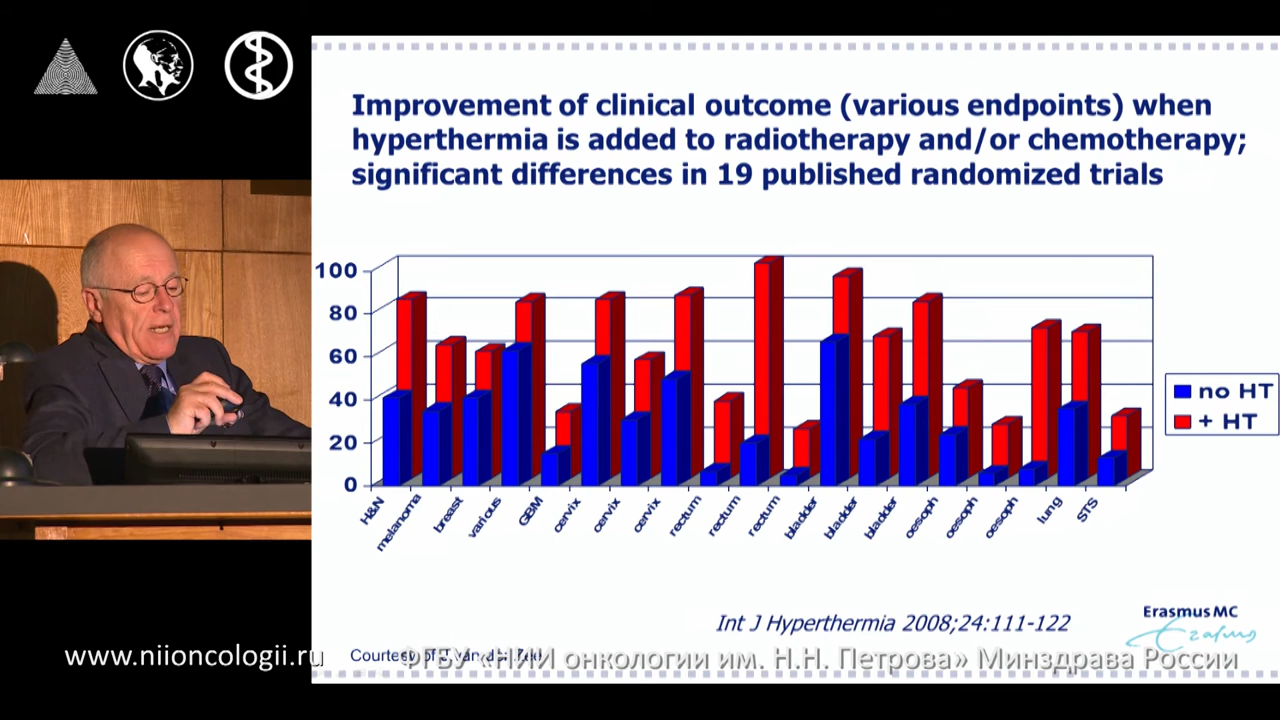 Improvement of clinical outcome (various endpoints) when
hyperthermia is added to radiotherapy and/or chemotherapy;
significant differences in 19 published randomized trials
100
80
60
40
20
0
H&N
melanoma
breast
various
GBM
cervix
cervix
cervix
rectum
rectum
rectum
bladder
bladder
bladder
oesoph
oesoph
oesoph
lung
STS
no HT
+ HT
Int J Hyperthermia 2008;24:111-122
Erasmus MC
Erasmus
www.niioncologii.ru
Courtesy of
ФГБУ «НИИ онкологии им. Н.Н. Петрова» Минздрава России